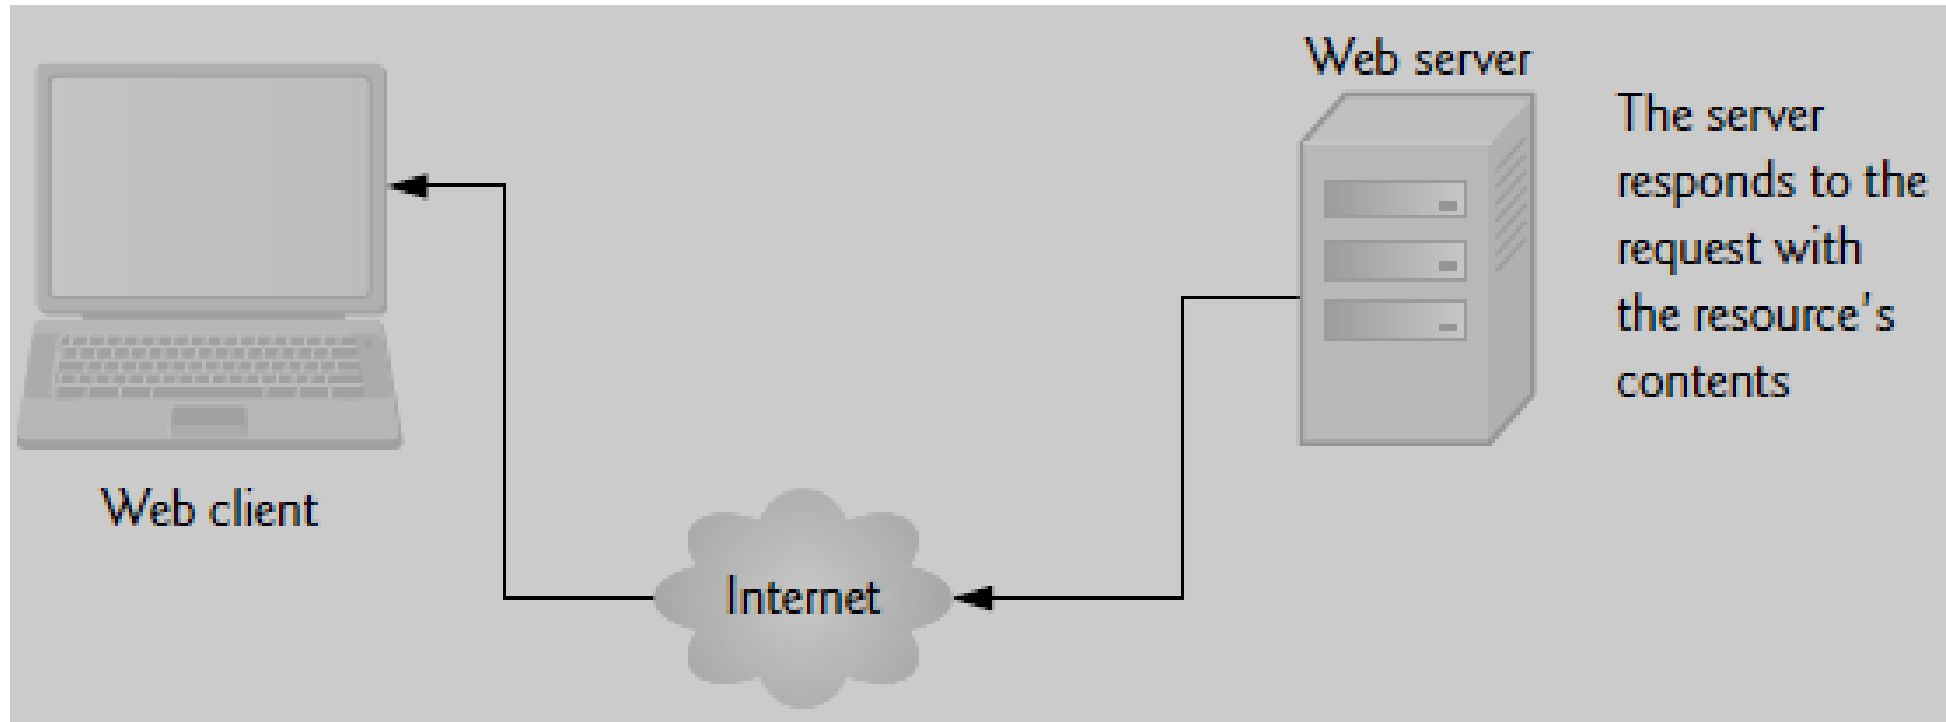 Web server
The server
responds to the
request with
the resource's
contents
Web client
Internet